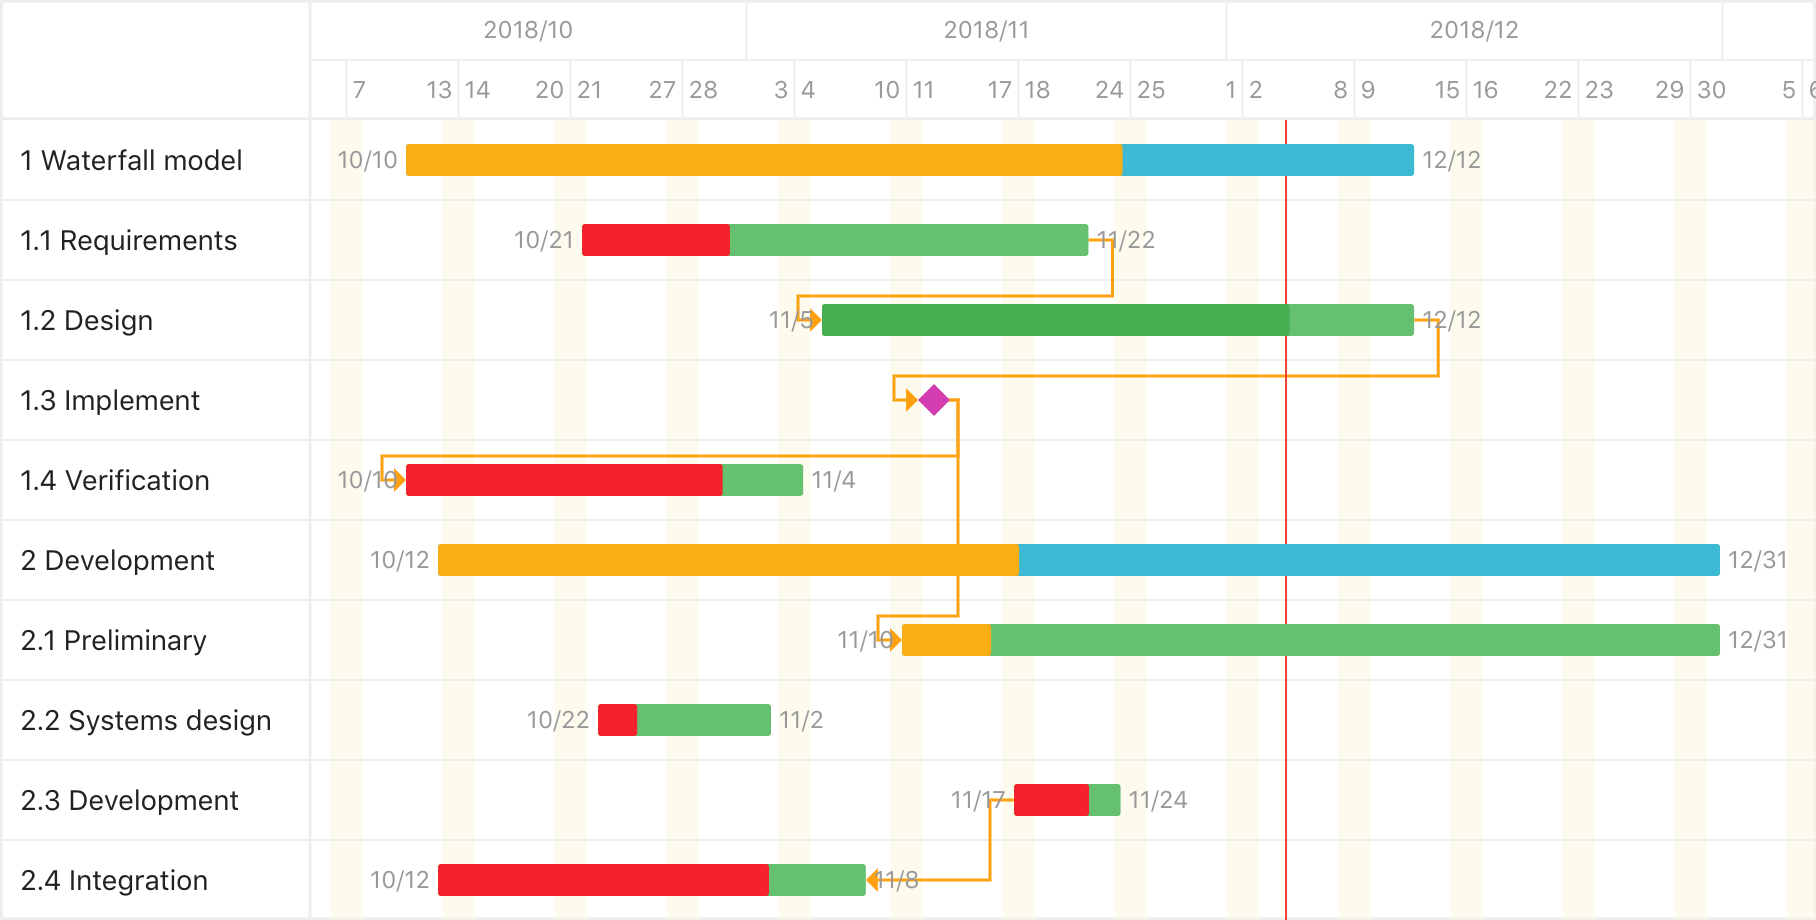 2018/10 2018/11 2018/12
7 13 14 20 21 27 28 3 4 10 11 17 18 24 25 1 2 8 9 15 16 22 23 29 30 5
1 Waterfall model 10/10 12/12
1.1 Requirements 10/21 11/22
1.2 Design 11/5 12/12
1.3 Implement
1.4 Verification 10/10 11/4
2 Development 10/12 12/31
2.1 Preliminary 11/10 12/31
2.2 Systems design 10/22 11/2
2.3 Development 11/17 11/24
2.4 Integration 10/12 11/8